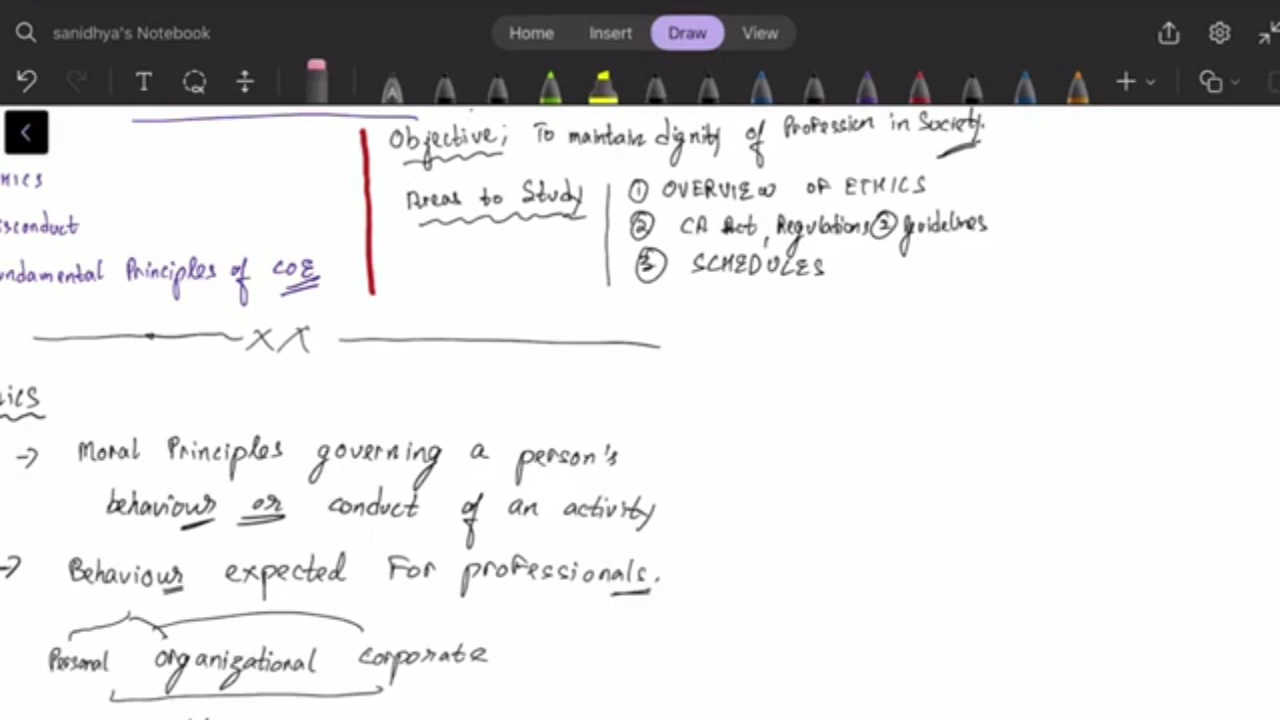 sanidhya's Notebook
Home Insert Draw View
Objective; To maintain dignity of Profession in Society.
Areas to Study
① OVERVIEW OF ETHICS
② CA Act, Regulations ② guidelines
③ SCHEDULES
HICS
sconduct
undamental Principles of COE
XX
ics
→ Moral Principles governing a person's
behaviour or conduct of an activity
→ Behaviour expected For professionals.
Personal organizational corporate